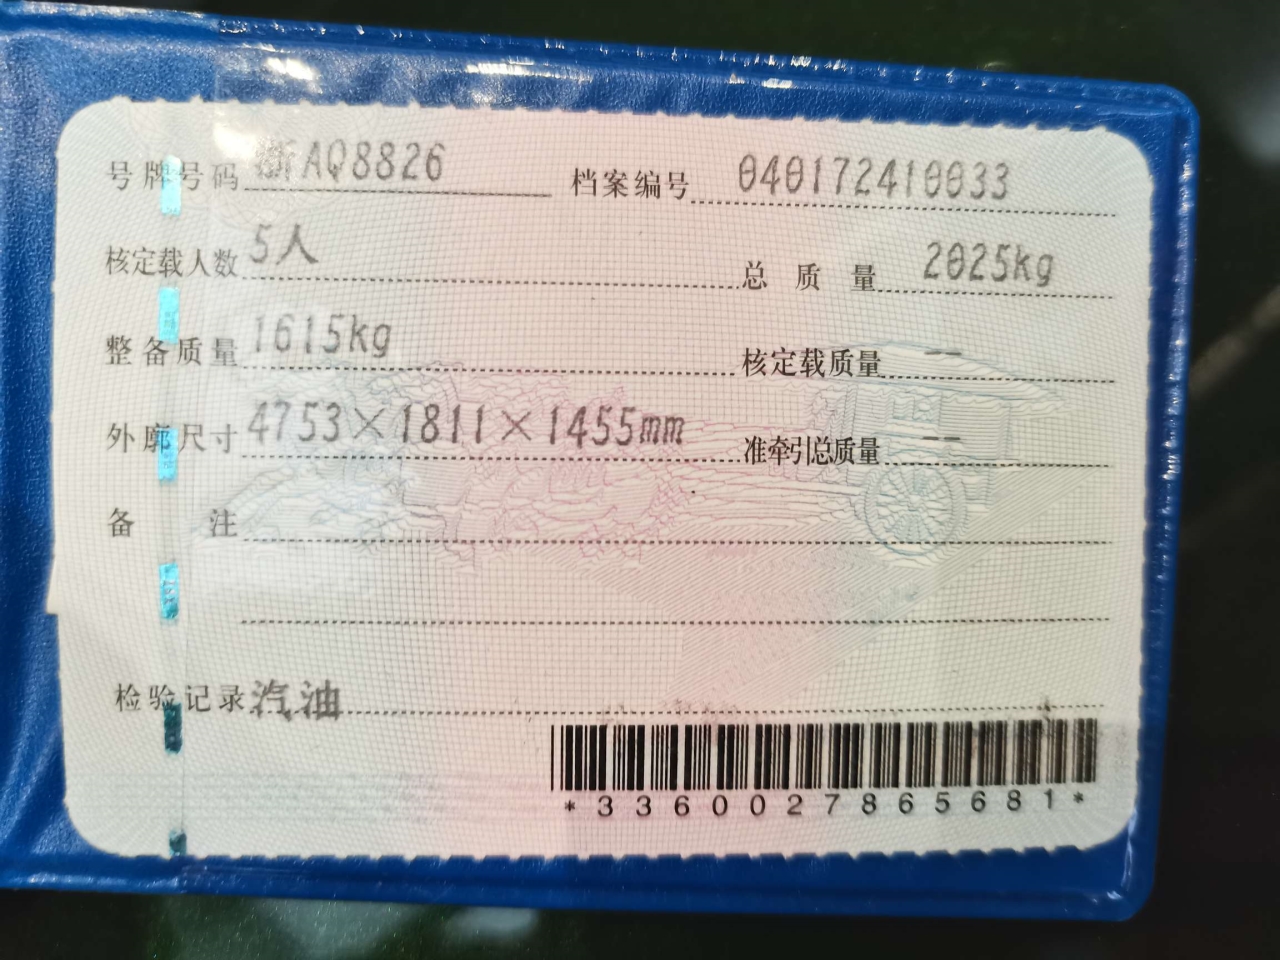 号牌号码 浙AQ8826 档案编号 040172410033
核定载人数 5人 总质量 2025kg
整备质量 1615kg 核定载质量 --
外廓尺寸 4753×1811×1455mm 准牵引总质量 --
备注
检验记录 汽油
*3360027865681*